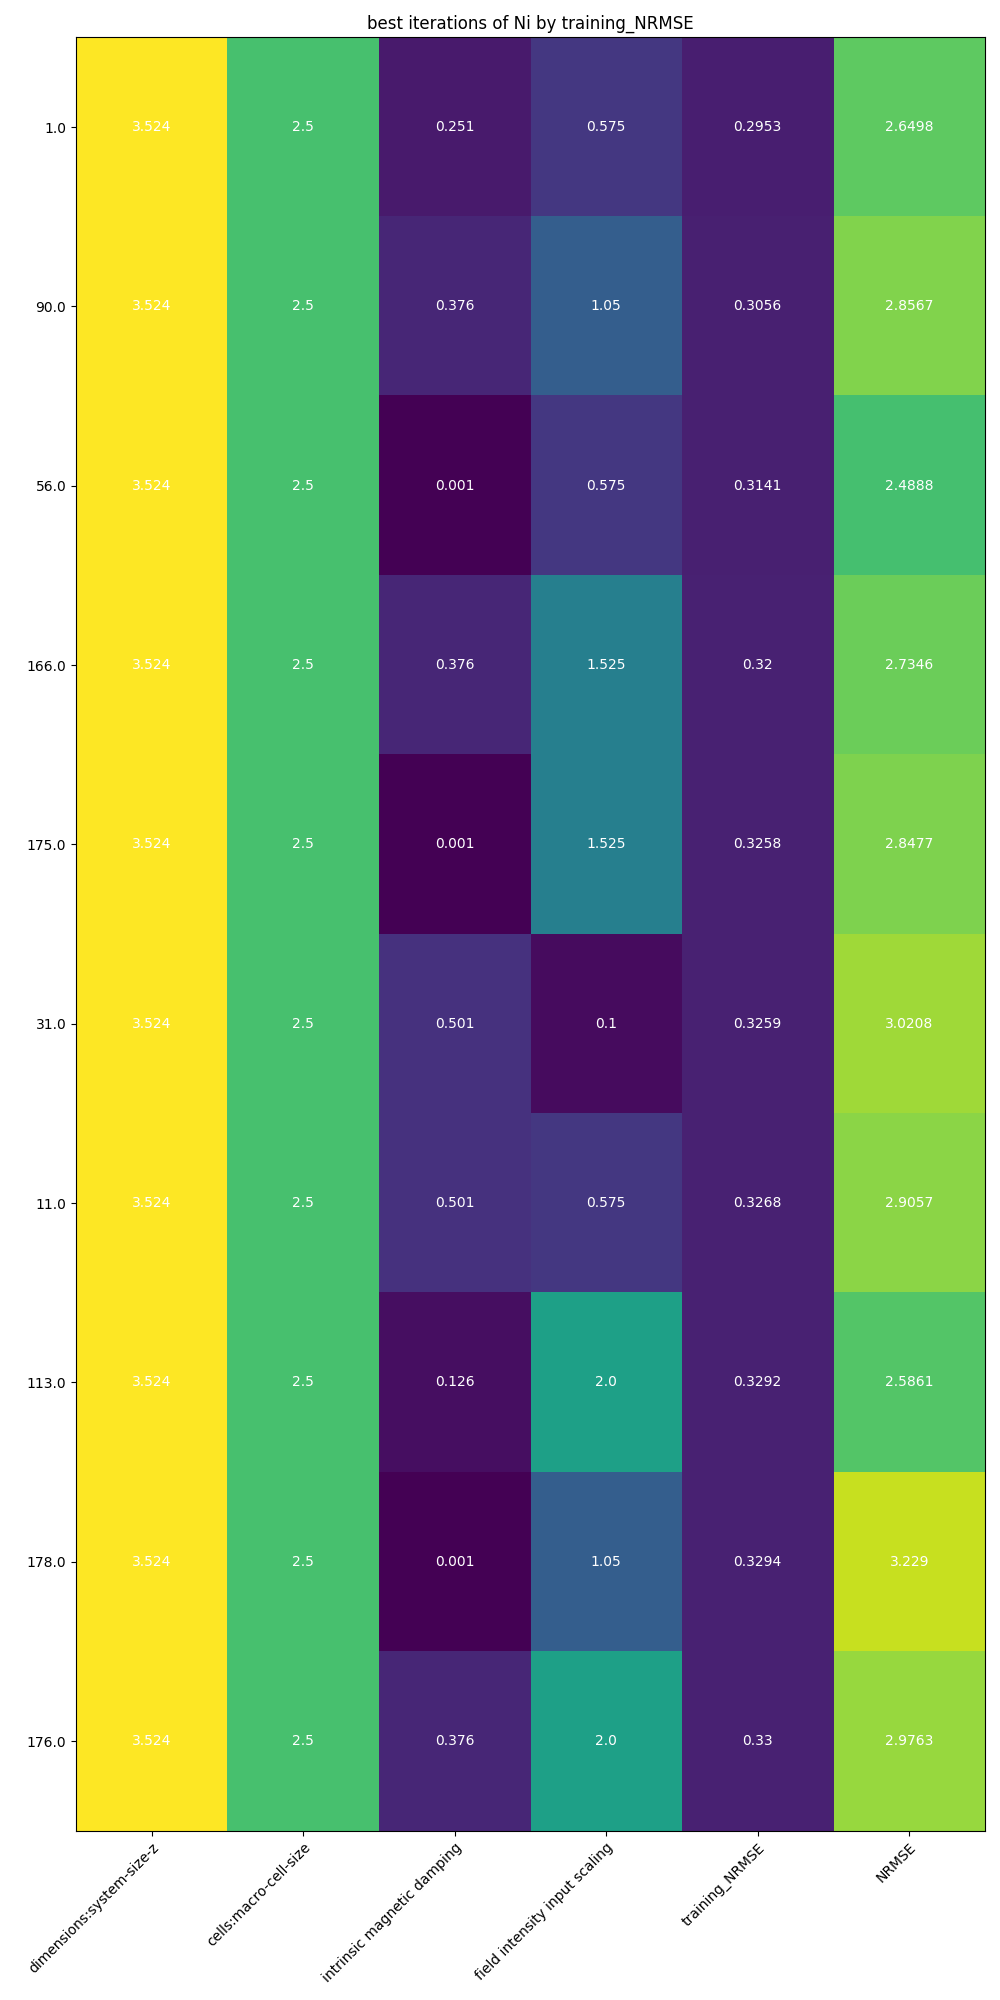 best iterations of Ni by training_NRMSE
1.0 3.524 2.5 0.251 0.575 0.2953 2.6498
90.0 3.524 2.5 0.376 1.05 0.3056 2.8567
56.0 3.524 2.5 0.001 0.575 0.3141 2.4888
166.0 3.524 2.5 0.376 1.525 0.32 2.7346
175.0 3.524 2.5 0.001 1.525 0.3258 2.8477
31.0 3.524 2.5 0.501 0.1 0.3259 3.0208
11.0 3.524 2.5 0.501 0.575 0.3268 2.9057
113.0 3.524 2.5 0.126 2.0 0.3292 2.5861
178.0 3.524 2.5 0.001 1.05 0.3294 3.229
176.0 3.524 2.5 0.376 2.0 0.33 2.9763
dimensions:system-size-z
cells:macro-cell-size
intrinsic magnetic damping
field intensity input scaling
training_NRMSE
NRMSE